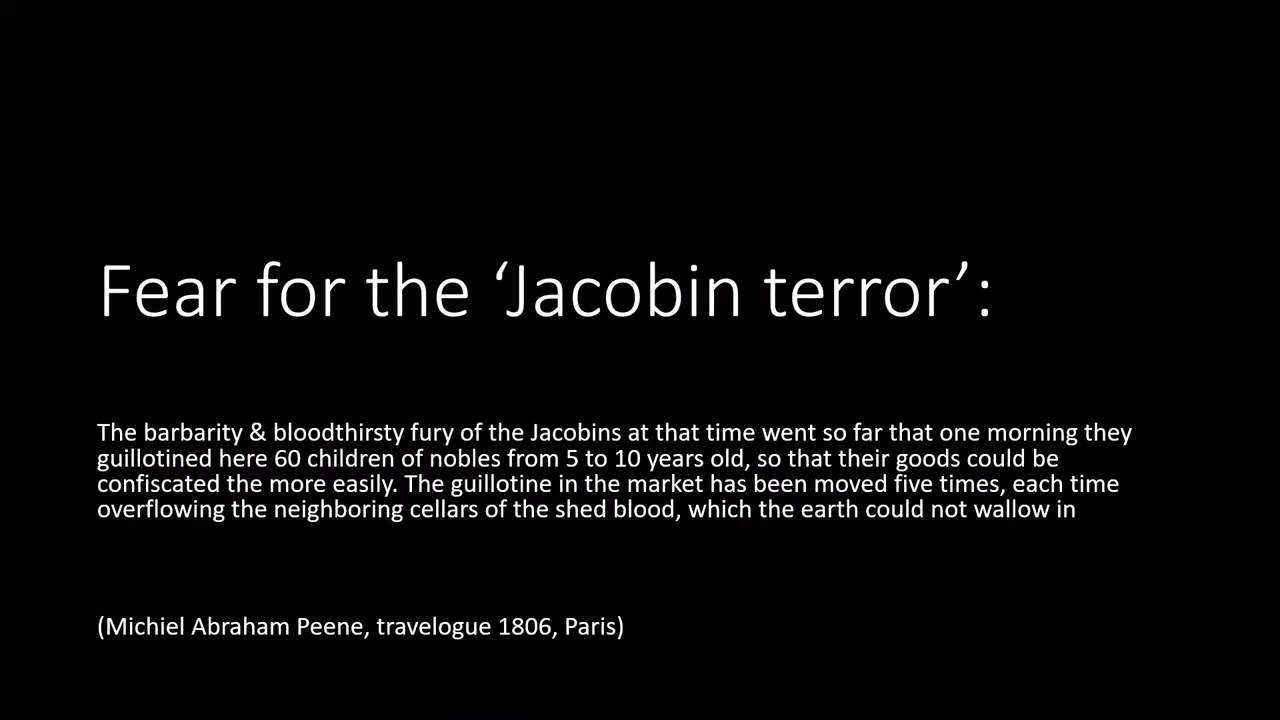 Fear for the ‘Jacobin terror’:
The barbarity & bloodthirsty fury of the Jacobins at that time went so far that one morning they
guillotined here 60 children of nobles from 5 to 10 years old, so that their goods could be
confiscated the more easily. The guillotine in the market has been moved five times, each time
overflowing the neighboring cellars of the shed blood, which the earth could not wallow in
(Michiel Abraham Peene, travelogue 1806, Paris)